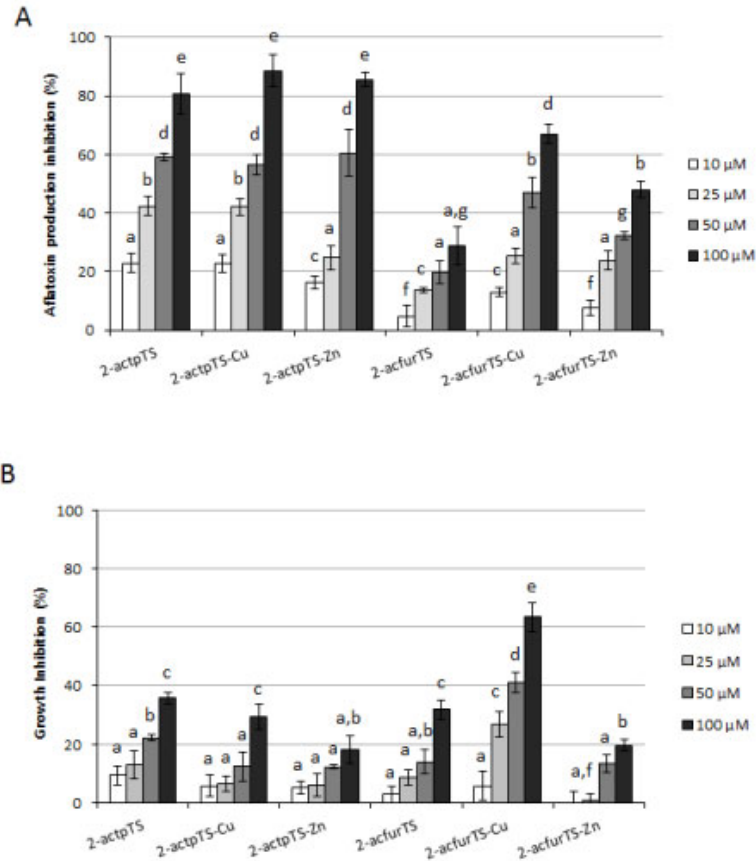 A
Aflatoxin production inhibition (%)
100
80
60
40
20
0
a b d e
a b d e
c a d e
f c a a,g
c a b d
f a g b
2-actpTS 2-actpTS-Cu 2-actpTS-Zn 2-acfurTS 2-acfurTS-Cu 2-acfurTS-Zn
10 μM
25 μM
50 μM
100 μM
B
Growth Inhibition (%)
100
80
60
40
20
0
a a b c
a a a c
a a a a,b
a a a,b c
a c d e
a,f a b
2-actpTS 2-actpTS-Cu 2-actpTS-Zn 2-acfurTS 2-acfurTS-Cu 2-acfurTS-Zn
10 μM
25 μM
50 μM
100 μM